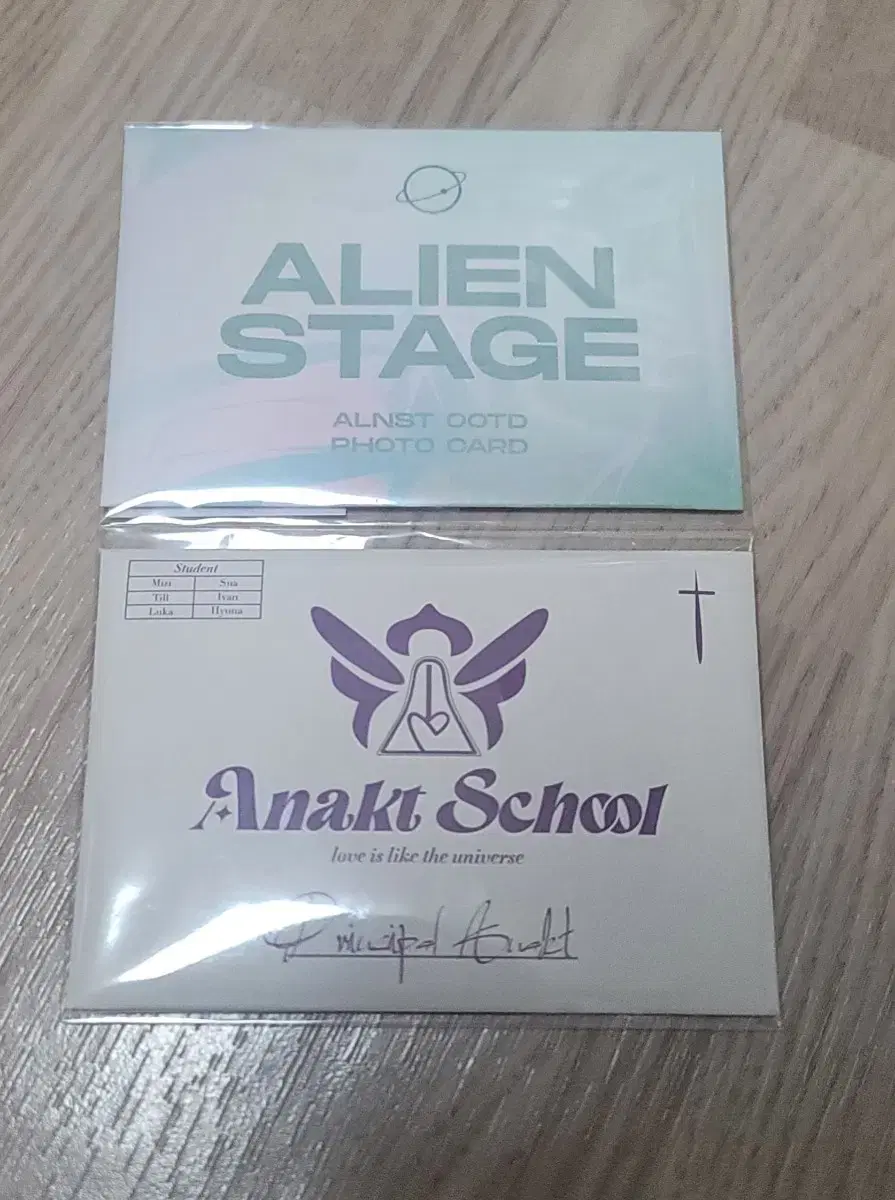 ALIEN
STAGE
ALNST OOTD
PHOTO CARD
Student
Mizi Sua
Till Ivan
Luka Hyuna
Anakt School
love is like the universe
Principal Anakt